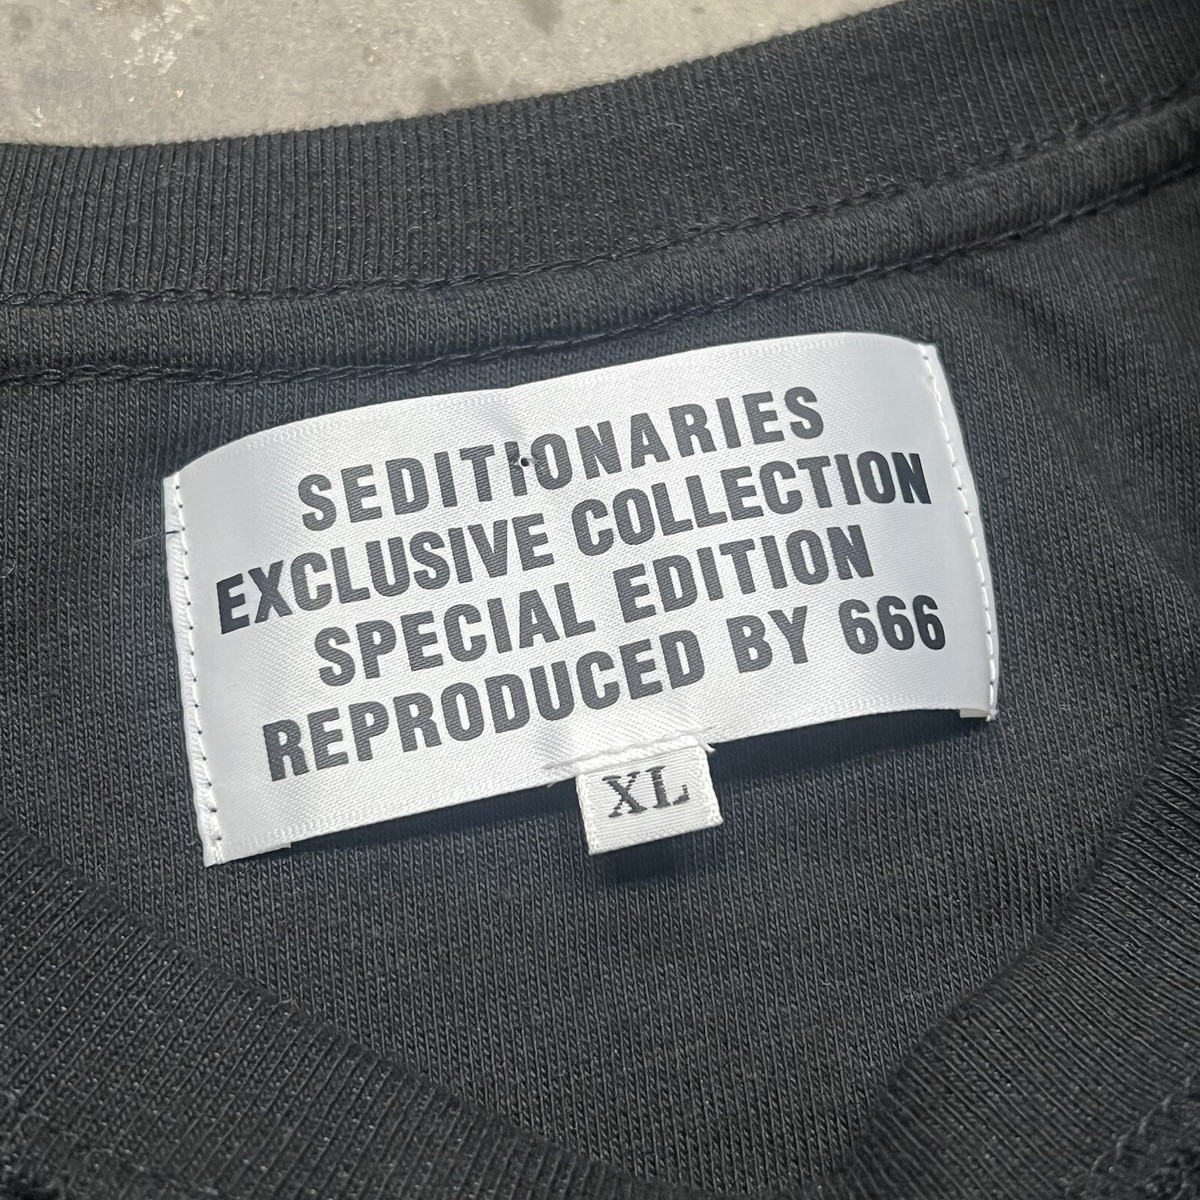 SEDITIONARIES
EXCLUSIVE COLLECTION
SPECIAL EDITION
REPRODUCED BY 666
XL